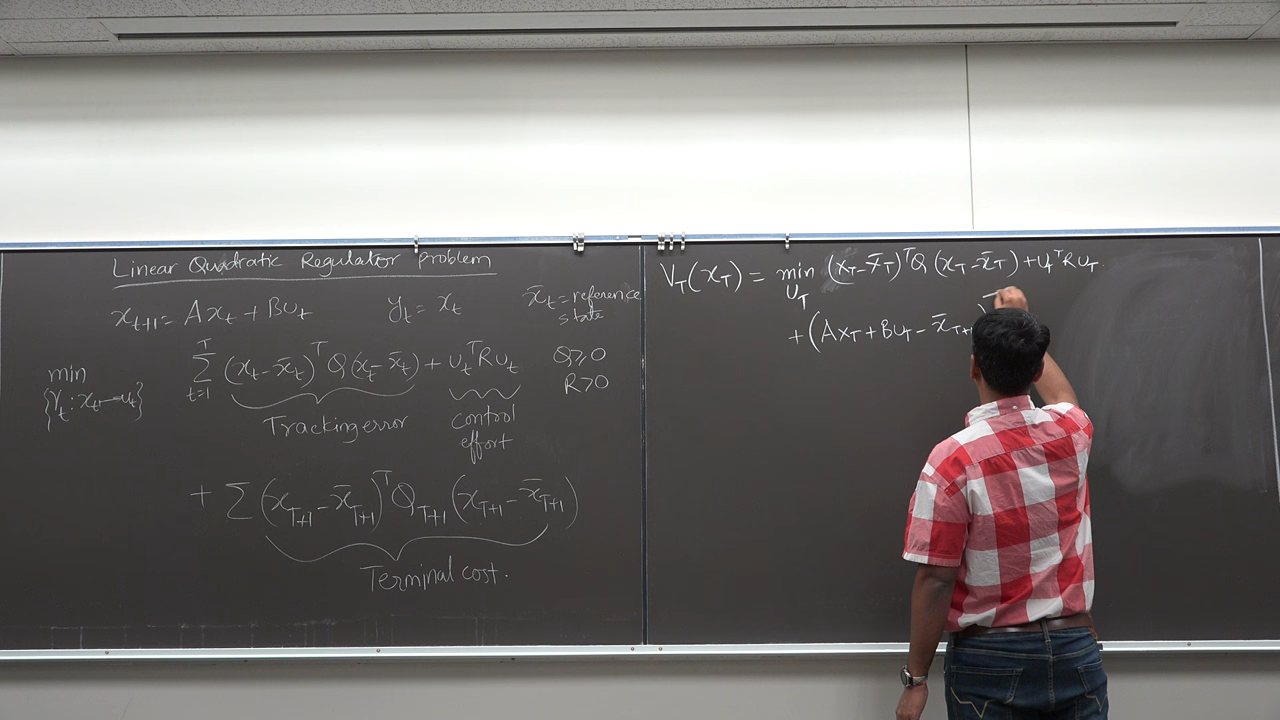 Linear Quadratic Regulator Problem
x_{t+1} = Ax_t + Bu_t    y_t = x_t    x̄_t = reference state
min {γ_t : x_t → u_t}    Σ_{t=1}^{T} (x_t - x̄_t)^T Q (x_t - x̄_t) + u_t^T R u_t    Q ≥ 0
R > 0
Tracking error    control effort
+ Σ (x_{T+1} - x̄_{T+1})^T Q_{T+1} (x_{T+1} - x̄_{T+1})
Terminal cost.
V_T(x_T) = min_{U_T} (x_T - x̄_T)^T Q (x_T - x̄_T) + u_T^T R u_T.
+ (Ax_T + Bu_T - x̄_{T+